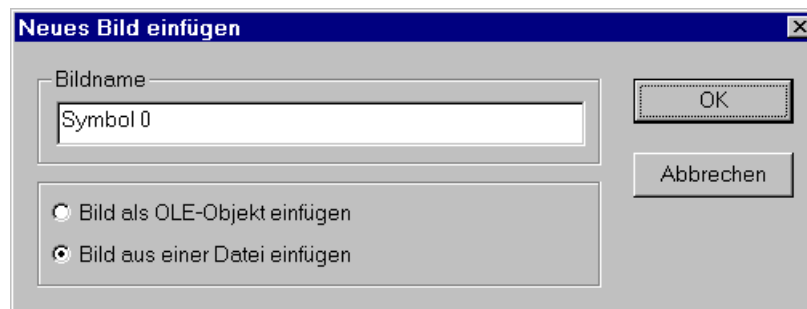 Neues Bild einfügen
Bildname
Symbol 0
OK
Abbrechen
Bild als OLE-Objekt einfügen
Bild aus einer Datei einfügen